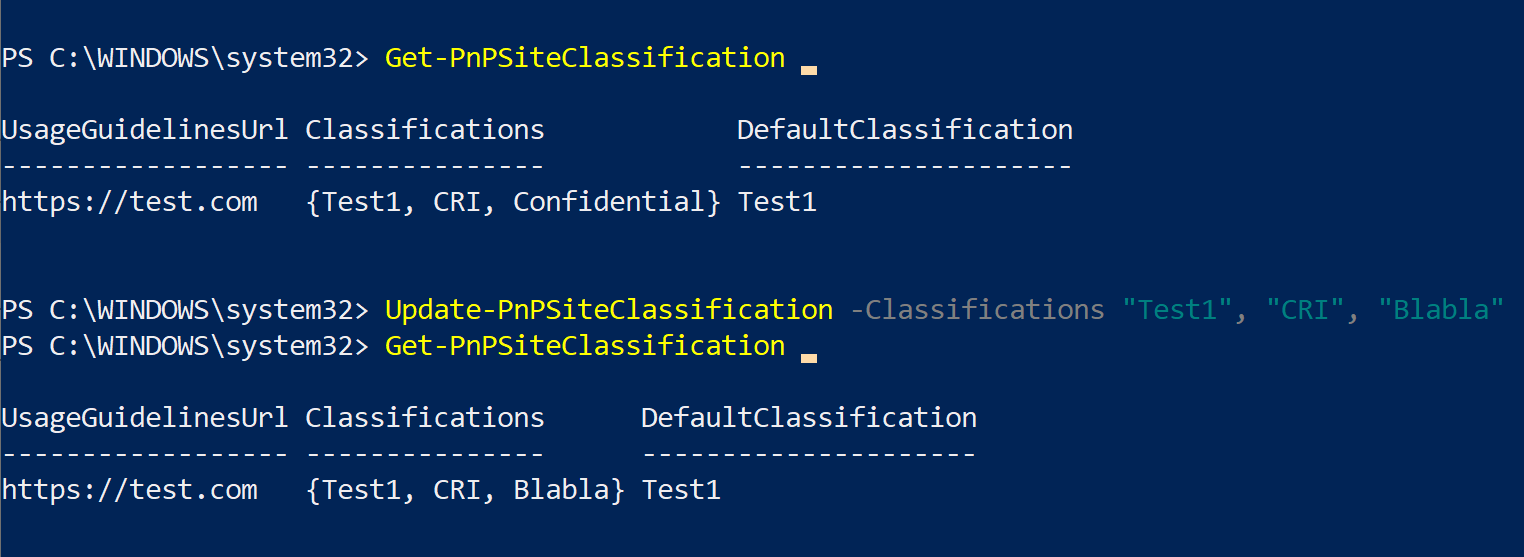 PS C:\WINDOWS\system32> Get-PnPSiteClassification
UsageGuidelinesUrl Classifications            DefaultClassification
------------------ ---------------            ---------------------
https://test.com   {Test1, CRI, Confidential} Test1
PS C:\WINDOWS\system32> Update-PnPSiteClassification -Classifications "Test1", "CRI", "Blabla"
PS C:\WINDOWS\system32> Get-PnPSiteClassification
UsageGuidelinesUrl Classifications      DefaultClassification
------------------ ---------------      ---------------------
https://test.com   {Test1, CRI, Blabla} Test1